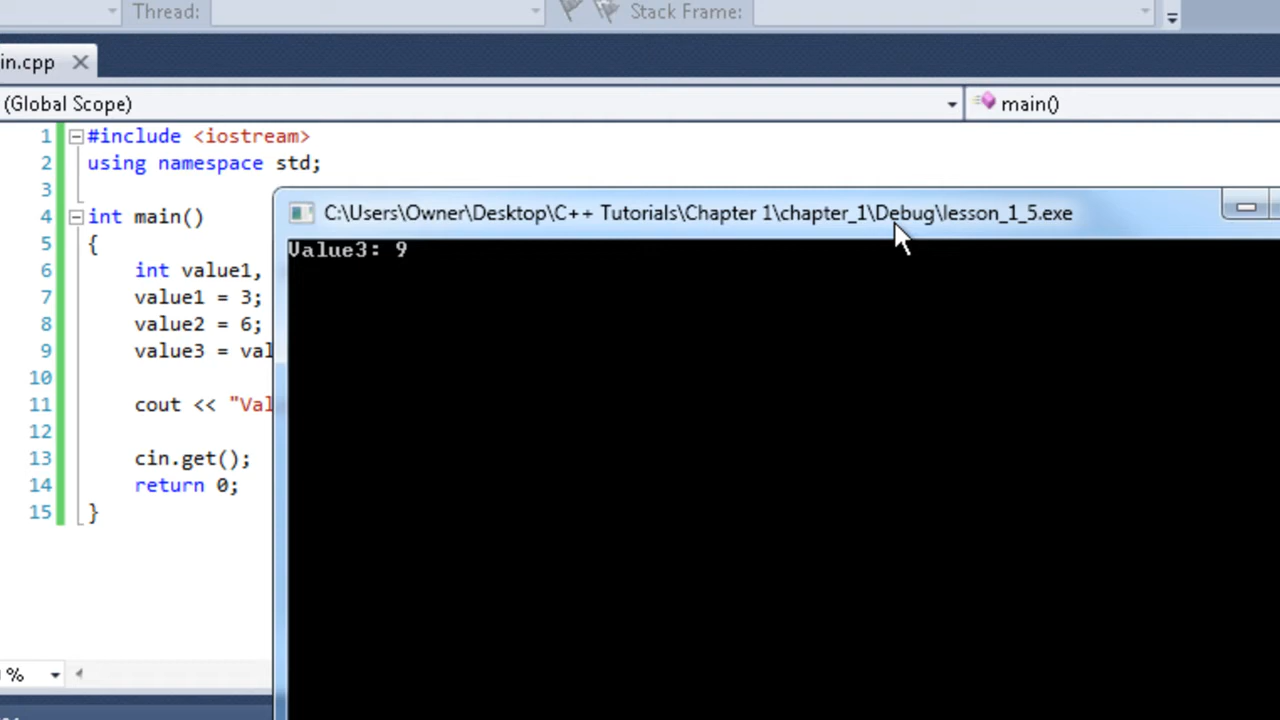 Thread:
Stack Frame:
in.cpp
(Global Scope)
main()
1 #include <iostream>
2 using namespace std;
3
4 int main()
5 {
6 int value1,
7 value1 = 3;
8 value2 = 6;
9 value3 = val
10
11 cout << "Val
12
13 cin.get();
14 return 0;
15 }
C:\Users\Owner\Desktop\C++ Tutorials\Chapter 1\chapter_1\Debug\lesson_1_5.exe
Value3: 9
%